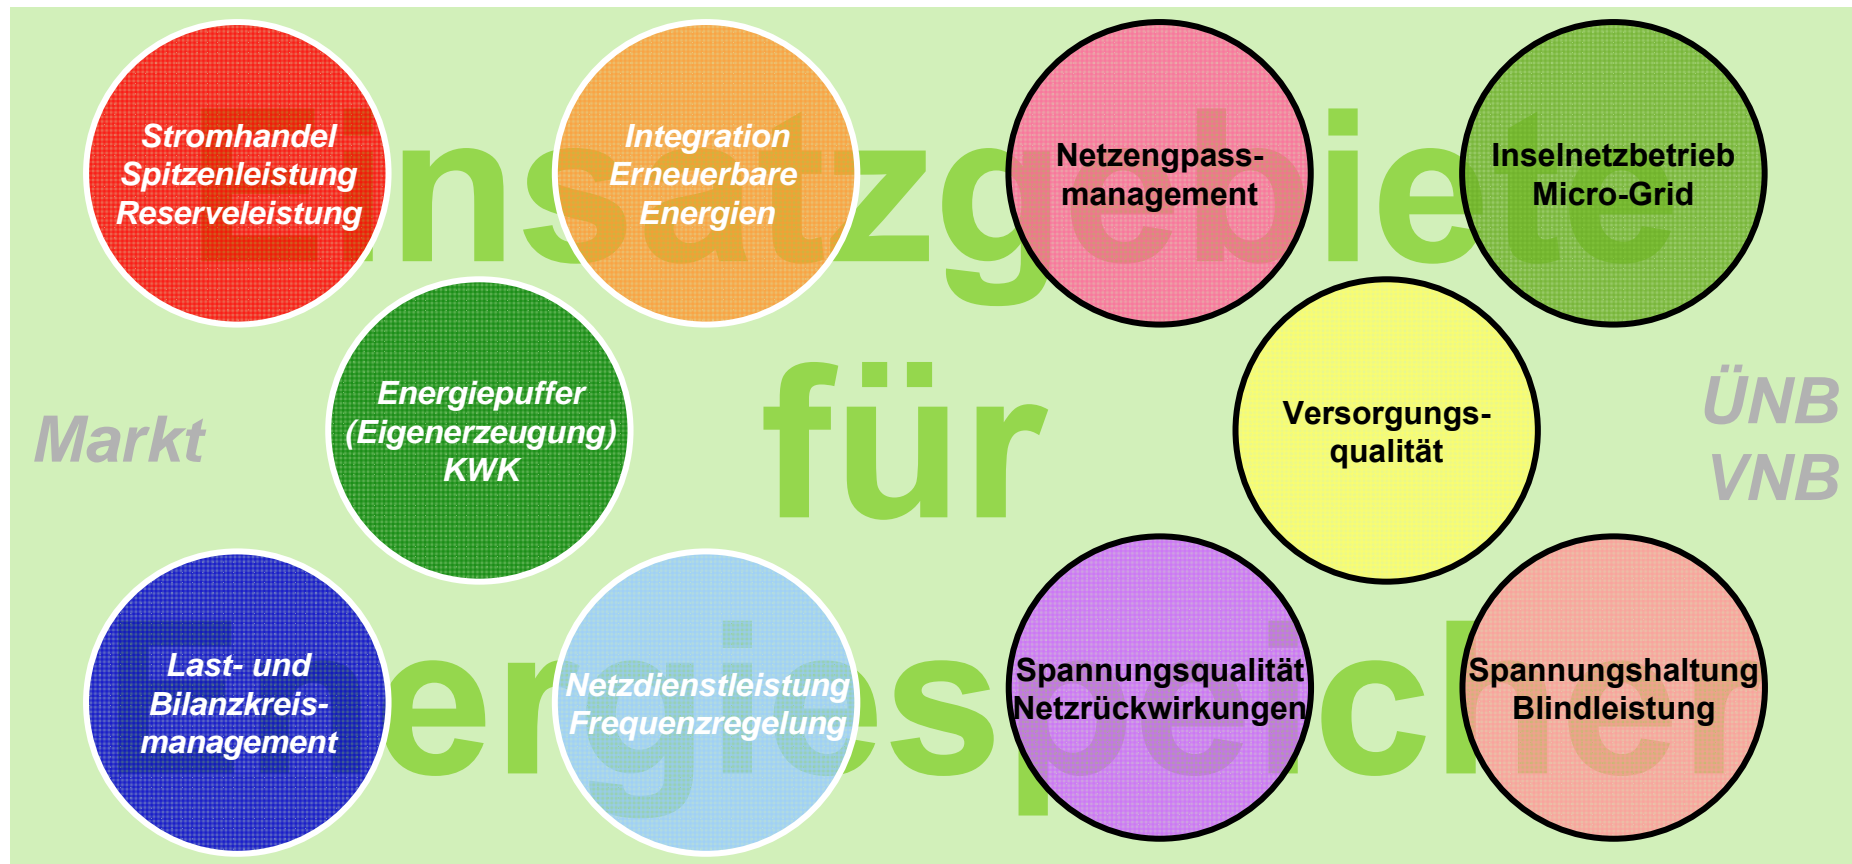 Einsatzgebiete
für
Energiespeicher
Markt
Stromhandel
Spitzenleistung
Reserveleistung
Integration
Erneuerbare
Energien
Energiepuffer
(Eigenerzeugung)
KWK
Last- und
Bilanzkreis-
management
Netzdienstleistung
Frequenzregelung
Netzengpass-
management
Inselnetzbetrieb
Micro-Grid
Versorgungs-
qualität
Spannungsqualität
Netzrückwirkungen
Spannungshaltung
Blindleistung
ÜNB
VNB